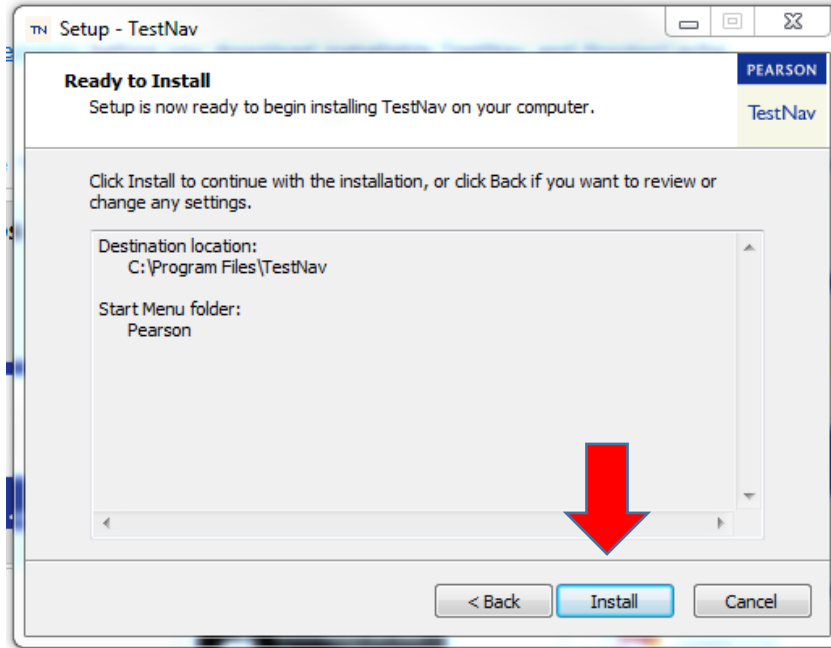 TN Setup - TestNav
Ready to Install
Setup is now ready to begin installing TestNav on your computer.
PEARSON
TestNav
Click Install to continue with the installation, or click Back if you want to review or
change any settings.
Destination location:
C:\Program Files\TestNav
Start Menu folder:
Pearson
< Back
Install
Cancel